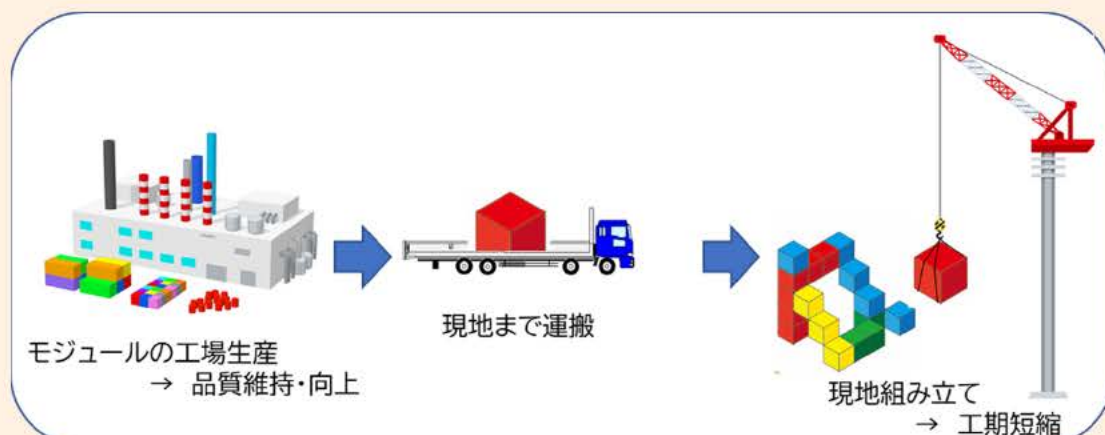 モジュールの工場生産
→ 品質維持・向上
現地まで運搬
現地組み立て
→ 工期短縮